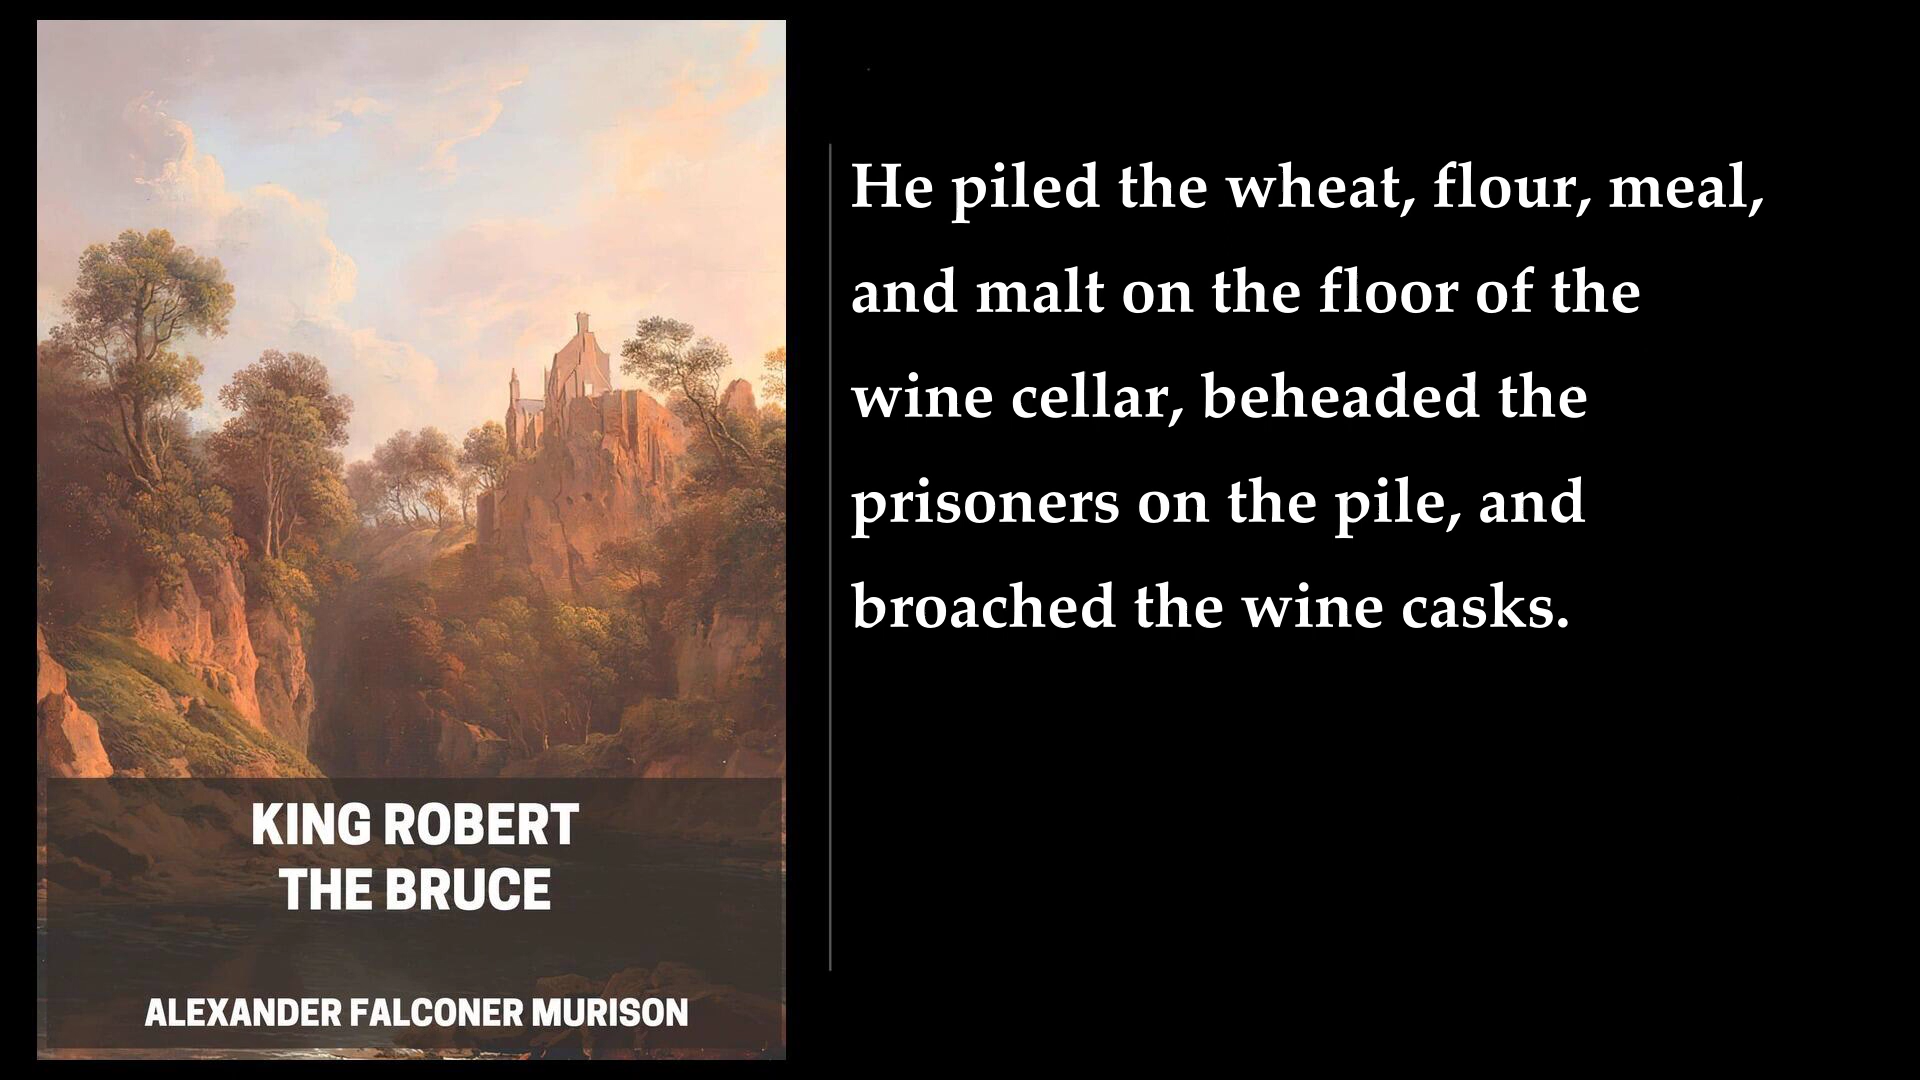 He piled the wheat, flour, meal,
and malt on the floor of the
wine cellar, beheaded the
prisoners on the pile, and
broached the wine casks.
KING ROBERT
THE BRUCE
ALEXANDER FALCONER MURISON